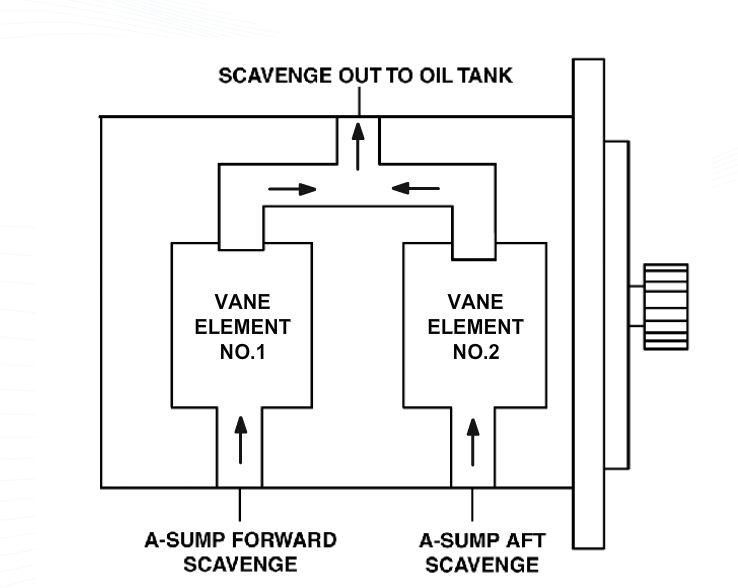 SCAVENGE OUT TO OIL TANK
VANE
ELEMENT
NO.1
VANE
ELEMENT
NO.2
A-SUMP FORWARD
SCAVENGE
A-SUMP AFT
SCAVENGE